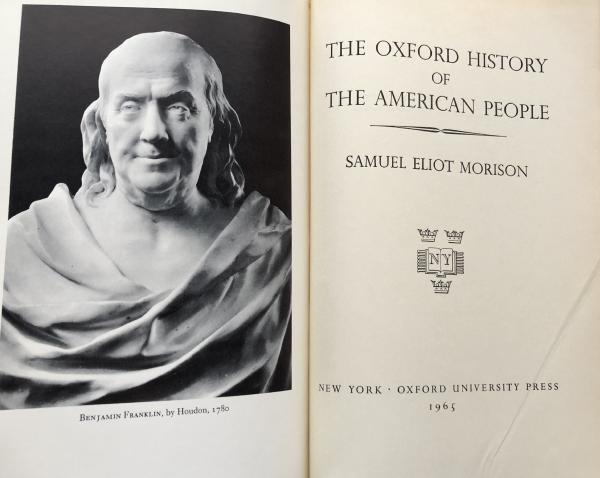 BENJAMIN FRANKLIN, by Houdon, 1780
THE OXFORD HISTORY
OF
THE AMERICAN PEOPLE
SAMUEL ELIOT MORISON
NY
NEW YORK · OXFORD UNIVERSITY PRESS
1965